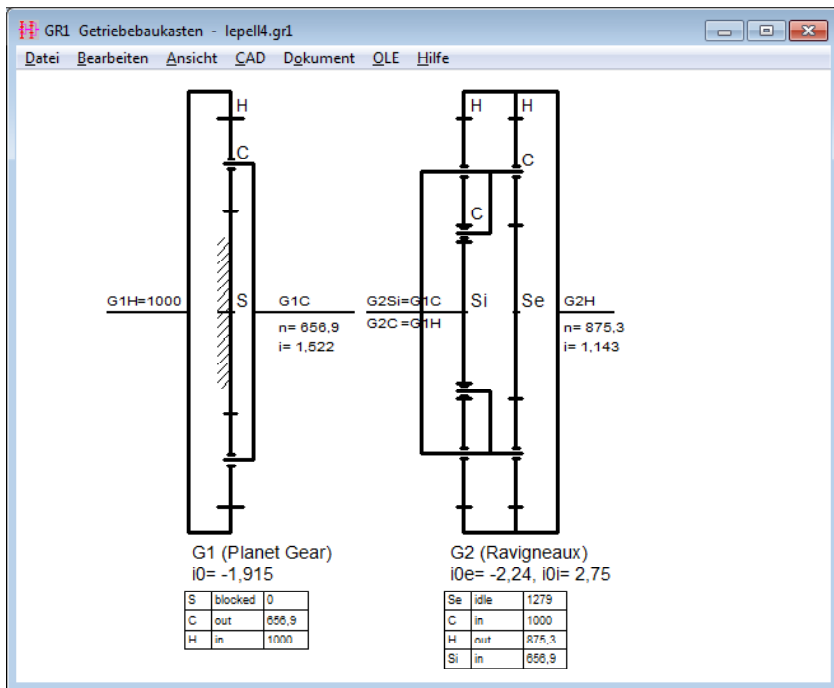 GR1 Getriebebaukasten - lepell4.gr1
Datei Bearbeiten Ansicht CAD Dokument OLE Hilfe
H H H
C C
C
G1H=1000 S G1C G2Si=G1C Si Se G2H
G2C =G1H
n= 656,9 n= 875,3
i= 1,522 i= 1,143
G1 (Planet Gear)
i0= -1,915
S blocked 0
C out 656,9
H in 1000
G2 (Ravigneaux)
i0e= -2,24, i0i= 2,75
Se idle 1279
C in 1000
H out 875,3
Si in 656,9